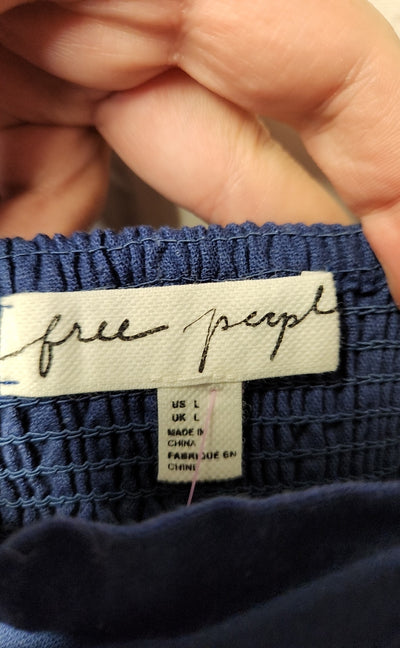 free peopl
US L
UK L
MADE IN
CHINA
FABRIQUE EN
CHINE